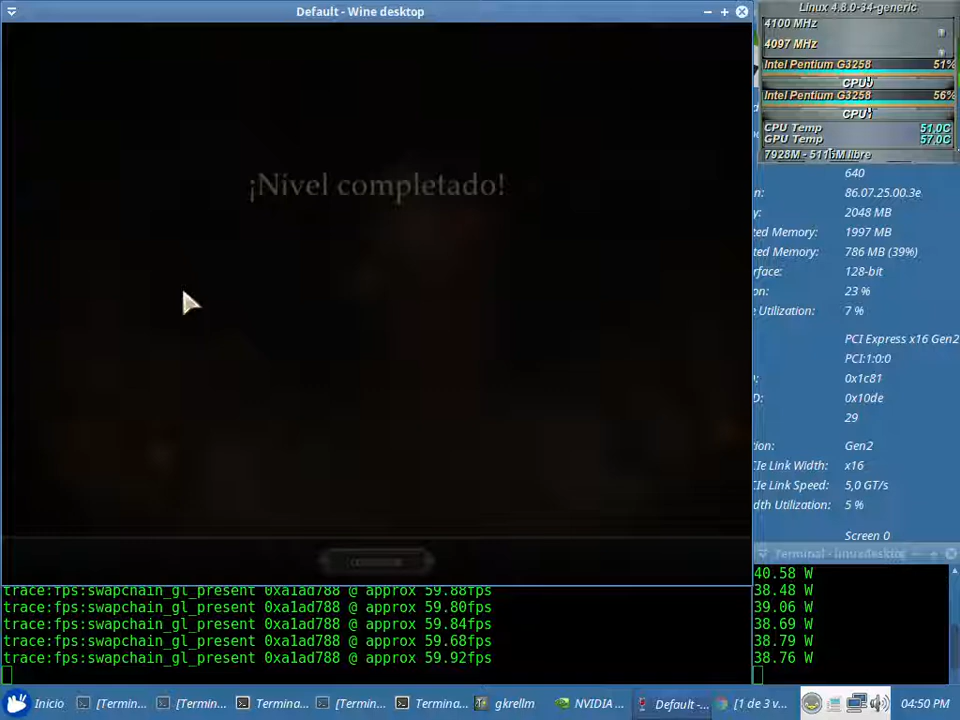 Default - Wine desktop
¡Nivel completado!
trace:fps:swapchain_gl_present 0xa1ad788 @ approx 59.88fps
trace:fps:swapchain_gl_present 0xa1ad788 @ approx 59.80fps
trace:fps:swapchain_gl_present 0xa1ad788 @ approx 59.84fps
trace:fps:swapchain_gl_present 0xa1ad788 @ approx 59.68fps
trace:fps:swapchain_gl_present 0xa1ad788 @ approx 59.92fps
Linux 4.8.0-34-generic
4100 MHz
4097 MHz
Intel Pentium G3258 51%
CPU
Intel Pentium G3258 56%
CPU
CPU Temp 51,0C
GPU Temp 57,0C
7928M - 5115M libre
640
n: 86.07.25.00.3e
y: 2048 MB
ted Memory: 1997 MB
ted Memory: 786 MB (39%)
rface: 128-bit
on: 23 %
e Utilization: 7 %
PCI Express x16 Gen2
PCI:1:0:0
D: 0x1c81
D: 0x10de
29
tion: Gen2
CIe Link Width: x16
CIe Link Speed: 5,0 GT/s
dth Utilization: 5 %
Screen 0
Terminal - linuxdesktop
40.58 W
38.48 W
39.06 W
38.69 W
38.79 W
38.76 W
Inicio [Termin... [Termin... Termina... [Termin... Termina... gkrellm NVIDIA ... Default -... [1 de 3 v... 04:50 PM